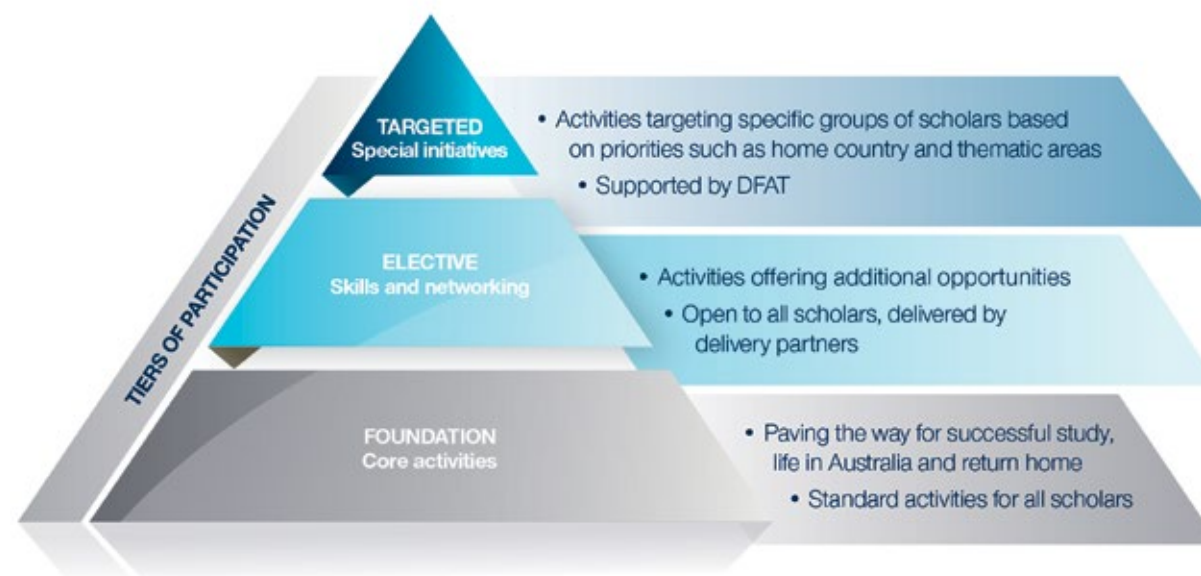 TIERS OF PARTICIPATION
TARGETED
Special initiatives
• Activities targeting specific groups of scholars based
on priorities such as home country and thematic areas
• Supported by DFAT
ELECTIVE
Skills and networking
• Activities offering additional opportunities
• Open to all scholars, delivered by
delivery partners
FOUNDATION
Core activities
• Paving the way for successful study,
life in Australia and return home
• Standard activities for all scholars